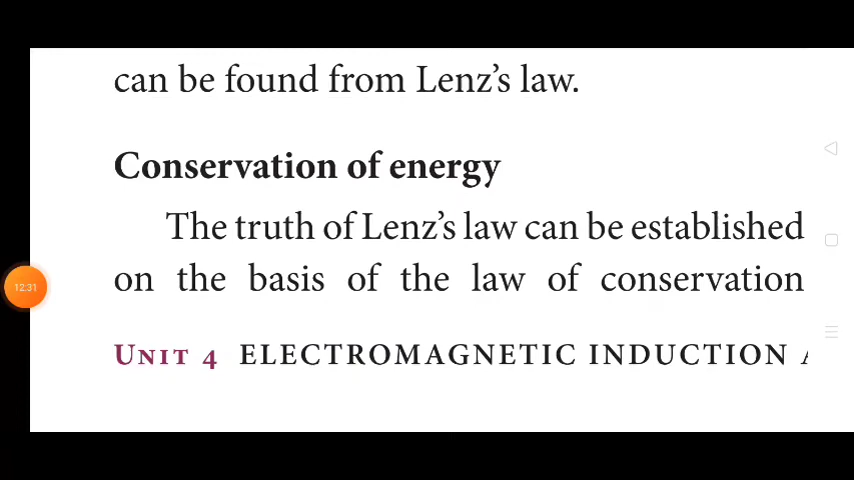 can be found from Lenz's law.
Conservation of energy
The truth of Lenz's law can be established
on the basis of the law of conservation
12:31
UNIT 4 ELECTROMAGNETIC INDUCTION